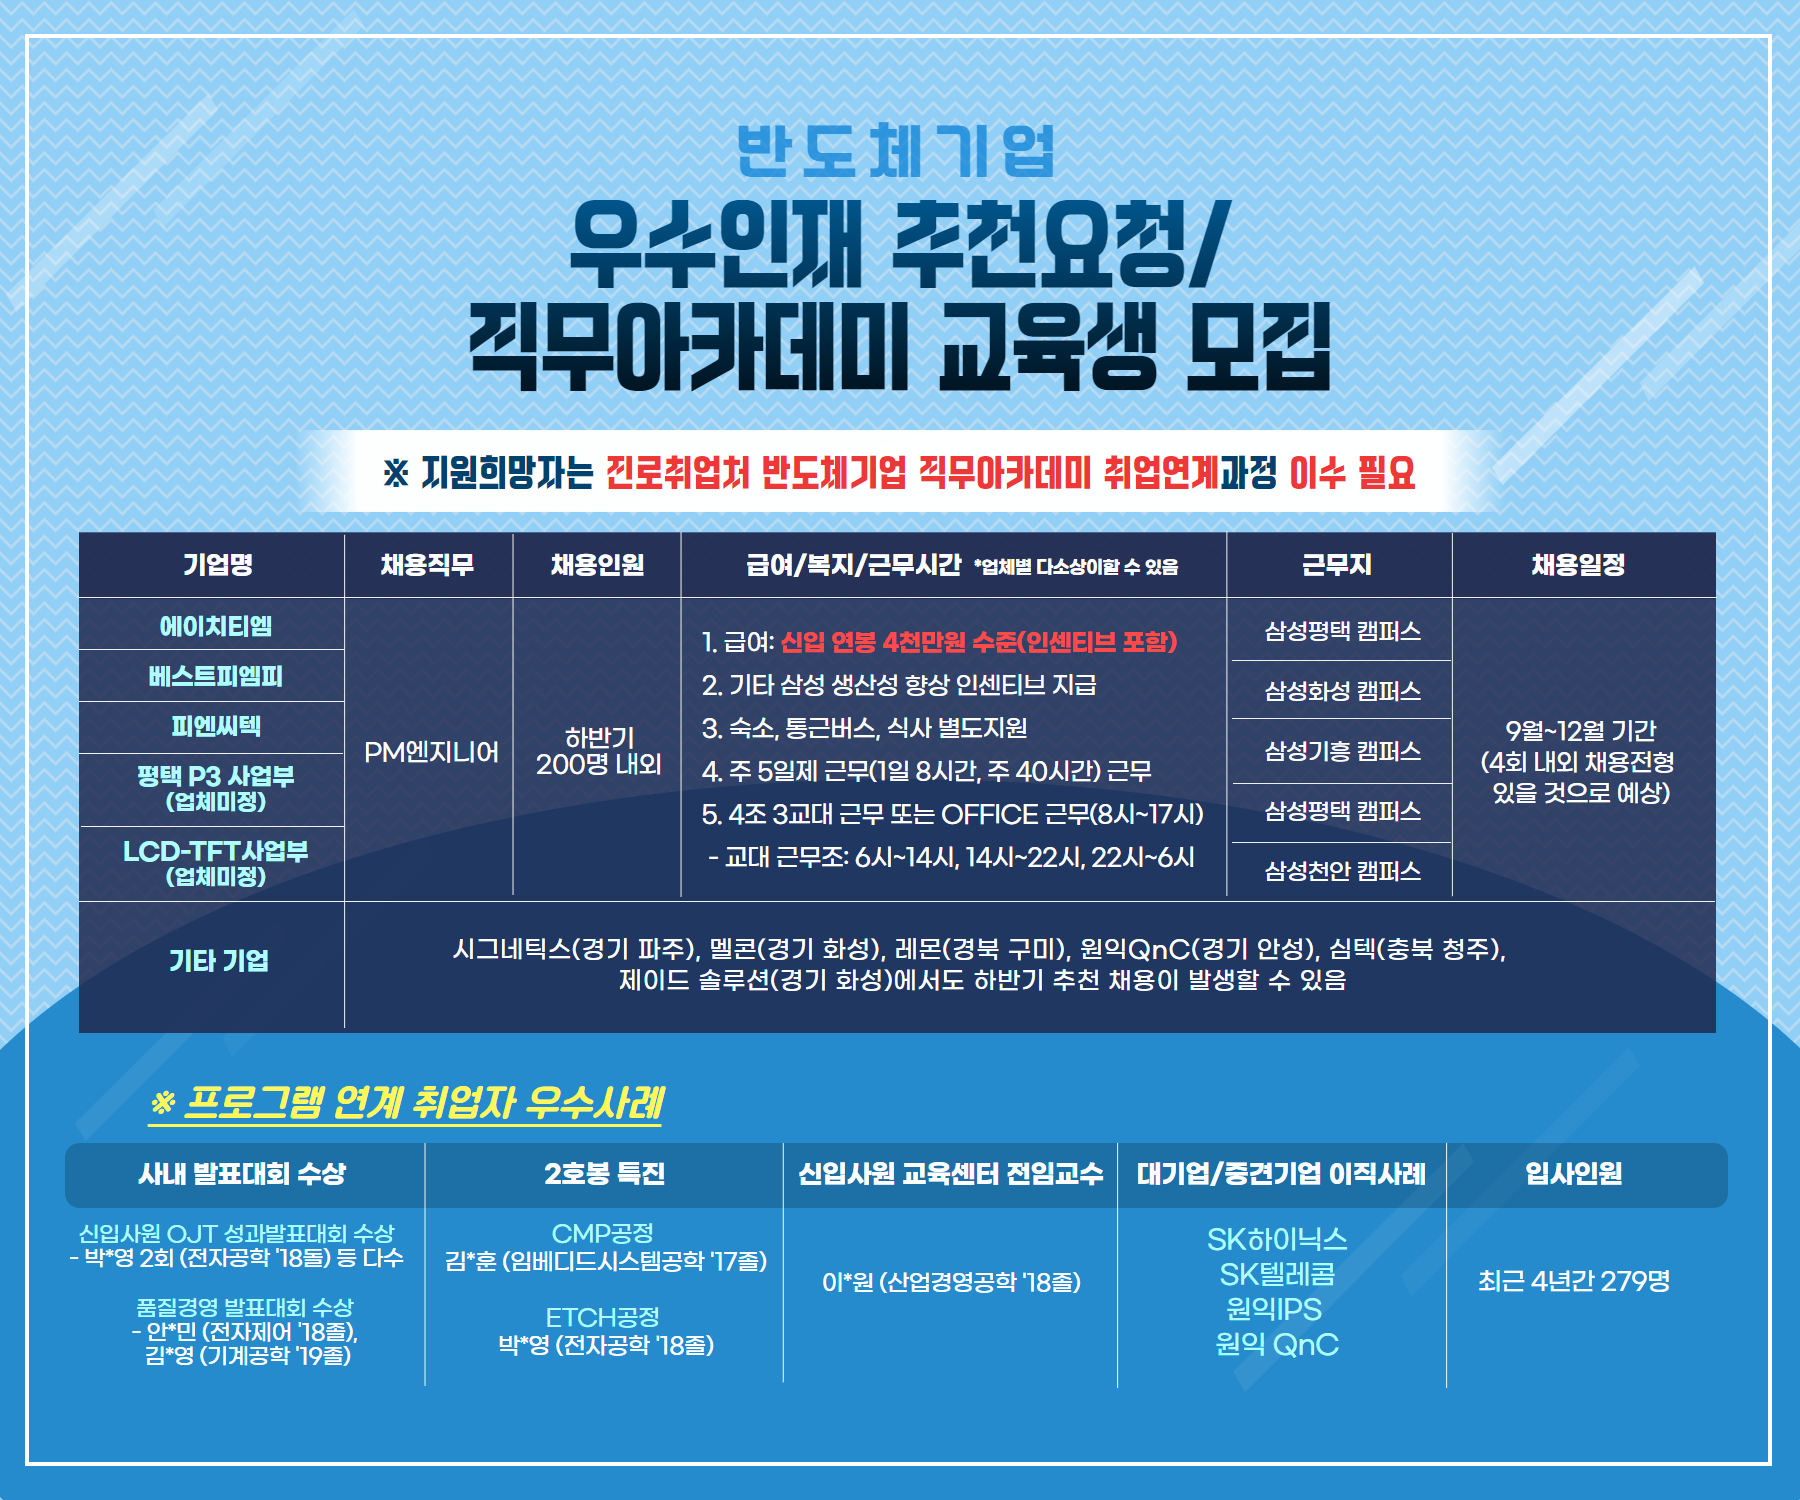 반도체기업
우수인재 추천요청/
직무아카데미 교육생 모집
※ 지원희망자는 진로취업처 반도체기업 직무아카데미 취업연계과정 이수 필요
기업명
채용직무
채용인원
급여/복지/근무시간 *업체별 다소상이할 수 있음
근무지
채용일정
에이치티엠
베스트피엠피
피엔씨텍
평택 P3 사업부
(업체미정)
LCD-TFT사업부
(업체미정)
PM엔지니어
하반기
200명 내외
1. 급여: 신입 연봉 4천만원 수준(인센티브 포함)
2. 기타 삼성 생산성 향상 인센티브 지급
3. 숙소, 통근버스, 식사 별도지원
4. 주 5일제 근무(1일 8시간, 주 40시간) 근무
5. 4조 3교대 근무 또는 OFFICE 근무(8시~17시)
- 교대 근무조: 6시~14시, 14시~22시, 22시~6시
삼성평택 캠퍼스
삼성화성 캠퍼스
삼성기흥 캠퍼스
삼성평택 캠퍼스
삼성천안 캠퍼스
9월~12월 기간
(4회 내외 채용전형
있을 것으로 예상)
기타 기업
시그네틱스(경기 파주), 멜콘(경기 화성), 레몬(경북 구미), 원익QnC(경기 안성), 심텍(충북 청주),
제이드 솔루션(경기 화성)에서도 하반기 추천 채용이 발생할 수 있음
※ 프로그램 연계 취업자 우수사례
사내 발표대회 수상
2호봉 특진
신입사원 교육센터 전임교수
대기업/중견기업 이직사례
입사인원
신입사원 OJT 성과발표대회 수상
- 박*영 2회 (전자공학 '18돌) 등 다수
품질경영 발표대회 수상
- 안*민 (전자제어 '18졸),
김*영 (기계공학 '19졸)
CMP공정
김*훈 (임베디드시스템공학 '17졸)
ETCH공정
박*영 (전자공학 '18졸)
이*원 (산업경영공학 '18졸)
SK하이닉스
SK텔레콤
원익IPS
원익 QnC
최근 4년간 279명